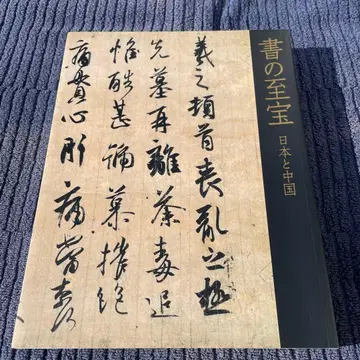 書の至宝
日本と中国
羲之頓首喪亂之極
先墓再離荼毒追
惟酷甚號慕摧絶
痛貫心肝痛當奈何